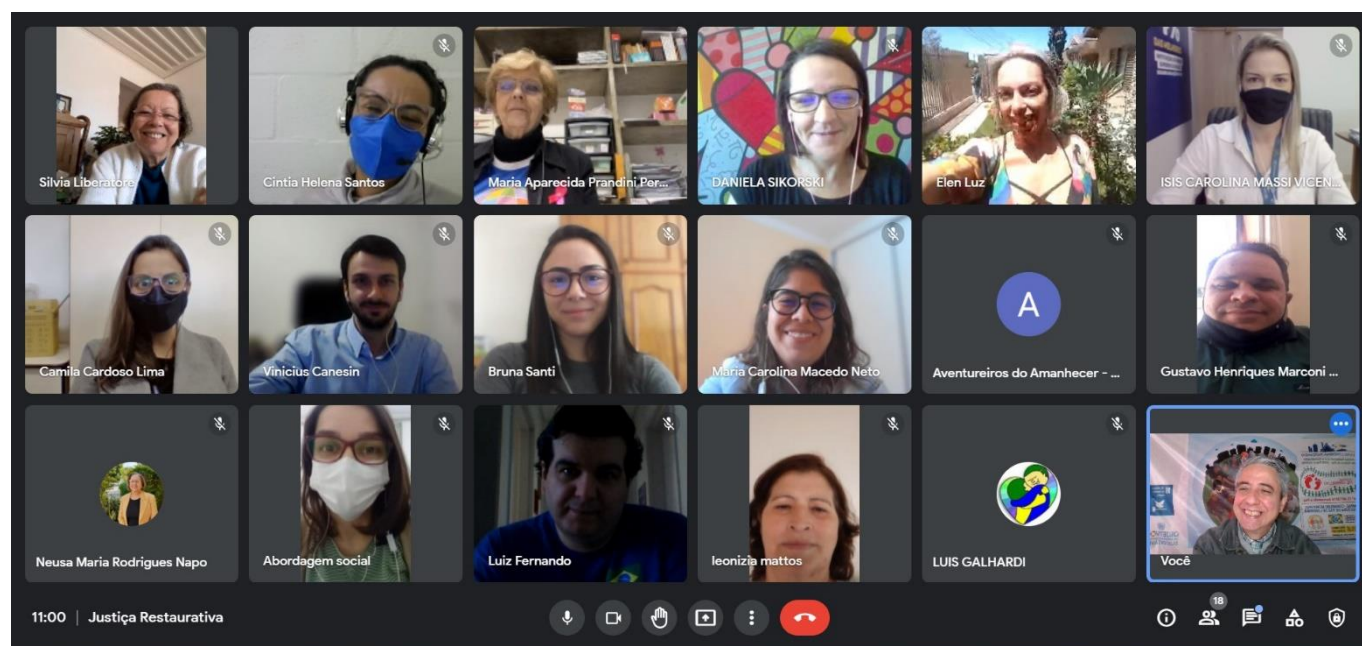 Silvia Liberatore
Cintia Helena Santos
Maria Aparecida Prandini Per...
DANIELA SIKORSKI
Elen Luz
ISIS CAROLINA MASSI VICEN...
Camila Cardoso Lima
Vinicius Canesin
Bruna Santi
Maria Carolina Macedo Neto
A
Aventureiros do Amanhecer - ...
Gustavo Henriques Marconi ...
Neusa Maria Rodrigues Napo
Abordagem social
Luiz Fernando
leonizia mattos
LUIS GALHARDI
Você
11:00 | Justiça Restaurativa
18